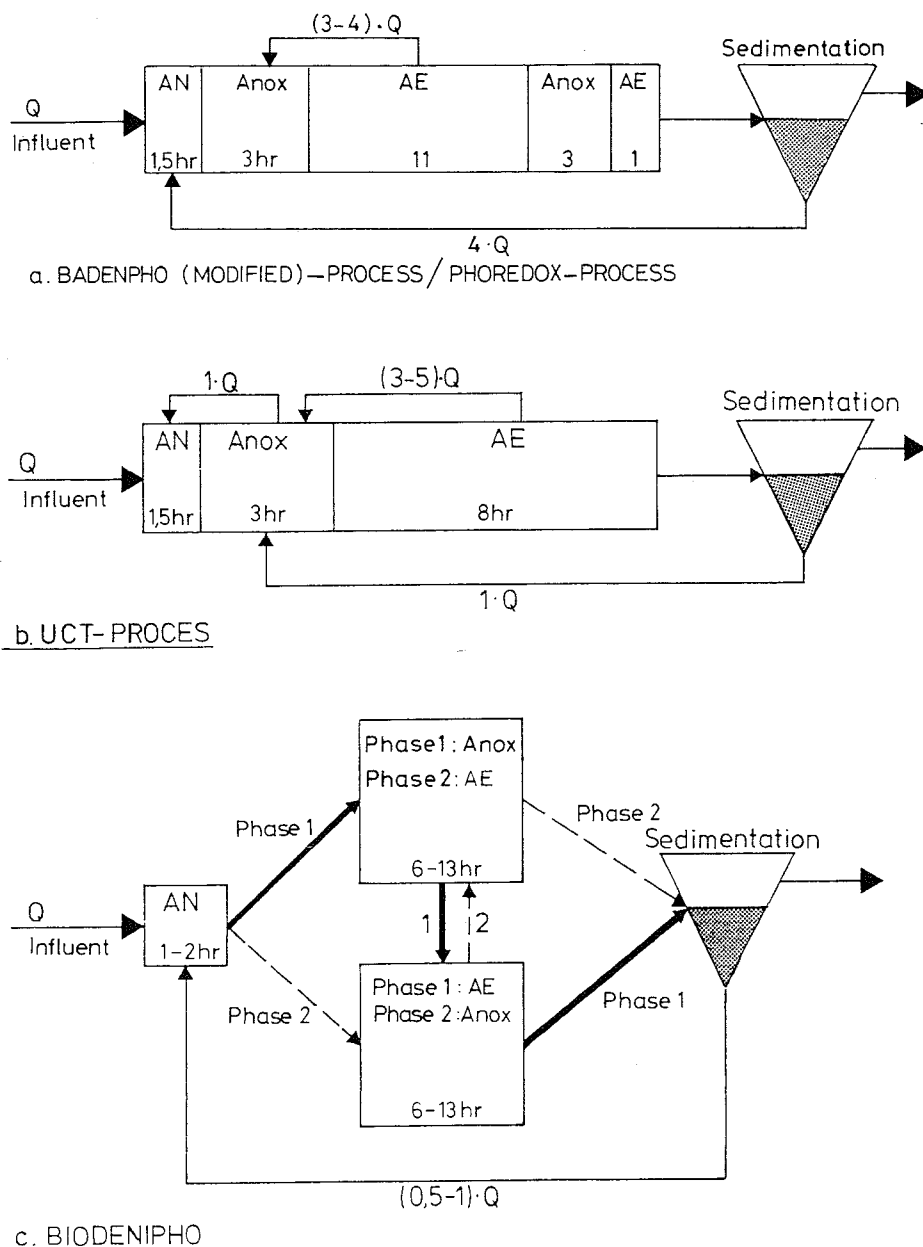 (3-4)·Q
Sedimentation
AN Anox AE Anox AE
Q
Influent
1,5hr 3hr 11 3 1
4·Q
a. BADENPHO (MODIFIED)-PROCESS / PHOREDOX-PROCESS
1·Q (3-5)·Q
Sedimentation
AN Anox AE
Q
Influent
1,5hr 3hr 8hr
1·Q
b. UCT-PROCES
Phase1: Anox
Phase2: AE
6-13hr
Phase 1
Phase 2
Sedimentation
Q
Influent
AN
1-2hr
1 2
Phase 2
Phase 1: AE
Phase 2:Anox
6-13hr
Phase 1
(0,5-1)·Q
c. BIODENIPHO